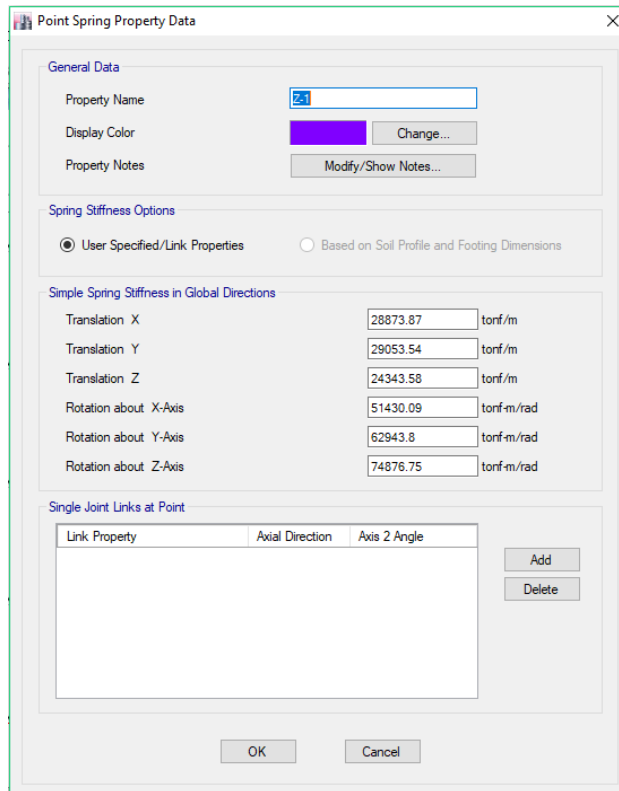 Point Spring Property Data
General Data
Property Name Z-1
Display Color Change...
Property Notes Modify/Show Notes...
Spring Stiffness Options
User Specified/Link Properties Based on Soil Profile and Footing Dimensions
Simple Spring Stiffness in Global Directions
Translation X 28873.87 tonf/m
Translation Y 29053.54 tonf/m
Translation Z 24343.58 tonf/m
Rotation about X-Axis 51430.09 tonf-m/rad
Rotation about Y-Axis 62943.8 tonf-m/rad
Rotation about Z-Axis 74876.75 tonf-m/rad
Single Joint Links at Point
Link Property Axial Direction Axis 2 Angle
Add
Delete
OK Cancel